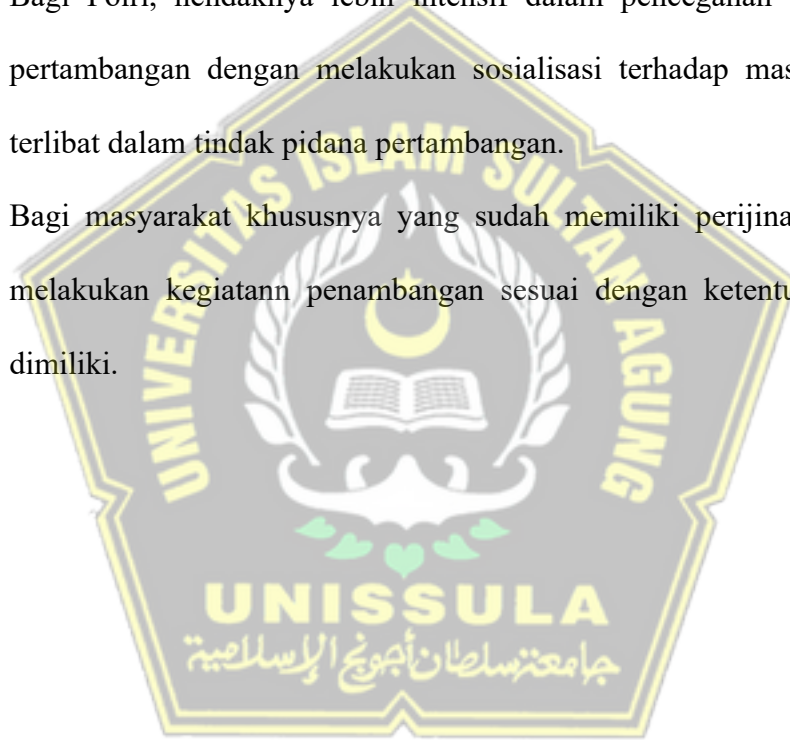 Bagi Polri, hendaknya lebih intensif dalam pencegahan
pertambangan dengan melakukan sosialisasi terhadap mas
terlibat dalam tindak pidana pertambangan.
Bagi masyarakat khususnya yang sudah memiliki perijina
melakukan kegiatann penambangan sesuai dengan ketentu
dimiliki.
UNIVERSITAS ISLAM SULTAN AGUNG
UNISSULA
جامعة سلطان أجونج الإسلامية